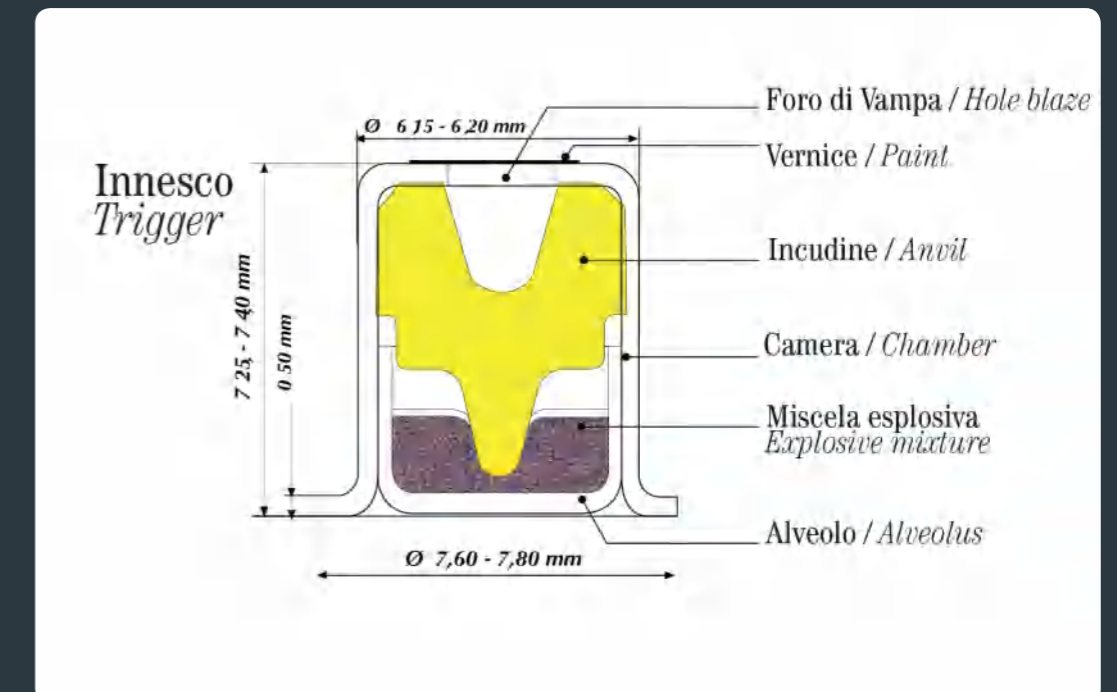 Foro di Vampa / Hole blaze
Ø 6 15 - 6,20 mm
Vernice / Paint
Innesco
Trigger
Incudine / Anvil
7 25, - 7 40 mm
0 50 mm
Camera / Chamber
Miscela esplosiva
Explosive mixture
Alveolo / Alveolus
Ø 7,60 - 7,80 mm